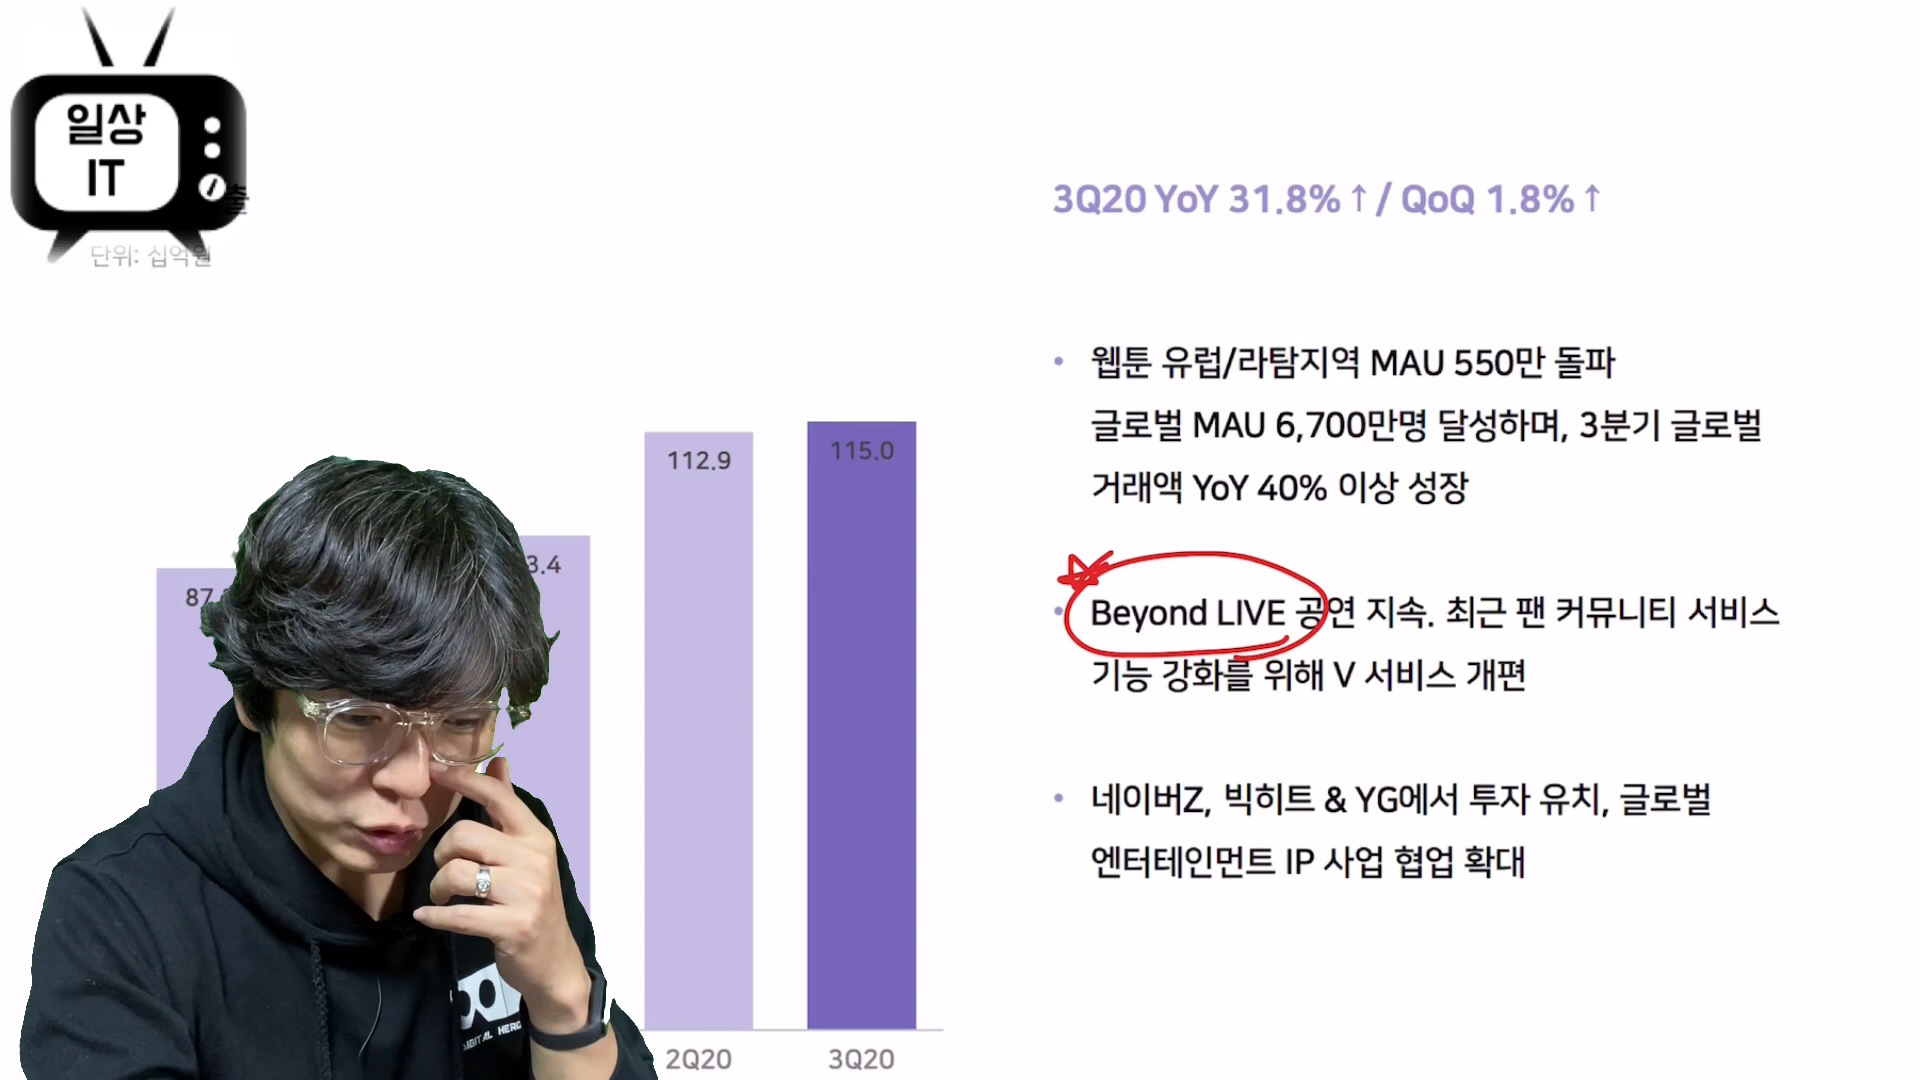 일상
IT
출
단위: 십억원
3Q20 YoY 31.8%↑/ QoQ 1.8%↑
• 웹툰 유럽/라탐지역 MAU 550만 돌파
글로벌 MAU 6,700만명 달성하며, 3분기 글로벌
거래액 YoY 40% 이상 성장
• Beyond LIVE 공연 지속. 최근 팬 커뮤니티 서비스
기능 강화를 위해 V 서비스 개편
• 네이버Z, 빅히트 & YG에서 투자 유치, 글로벌
엔터테인먼트 IP 사업 협업 확대
87
3.4
112.9
115.0
2Q20
3Q20